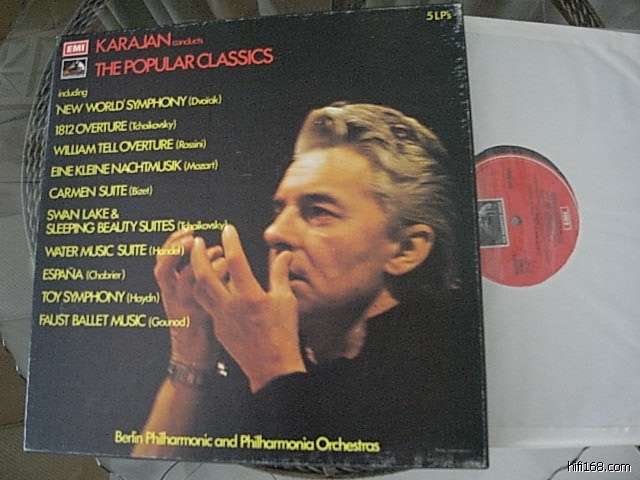 5 LP's
EMI
KARAJAN conducts
THE POPULAR CLASSICS
including
'NEW WORLD' SYMPHONY (Dvořák)
1812 OVERTURE (Tchaikovsky)
WILLIAM TELL OVERTURE (Rossini)
EINE KLEINE NACHTMUSIK (Mozart)
CARMEN SUITE (Bizet)
SWAN LAKE &
SLEEPING BEAUTY SUITES (Tchaikovsky)
WATER MUSIC SUITE (Handel)
ESPAÑA (Chabrier)
TOY SYMPHONY (Haydn)
FAUST BALLET MUSIC (Gounod)
Berlin Philharmonic and Philharmonia Orchestras
EMI
hifi168.com